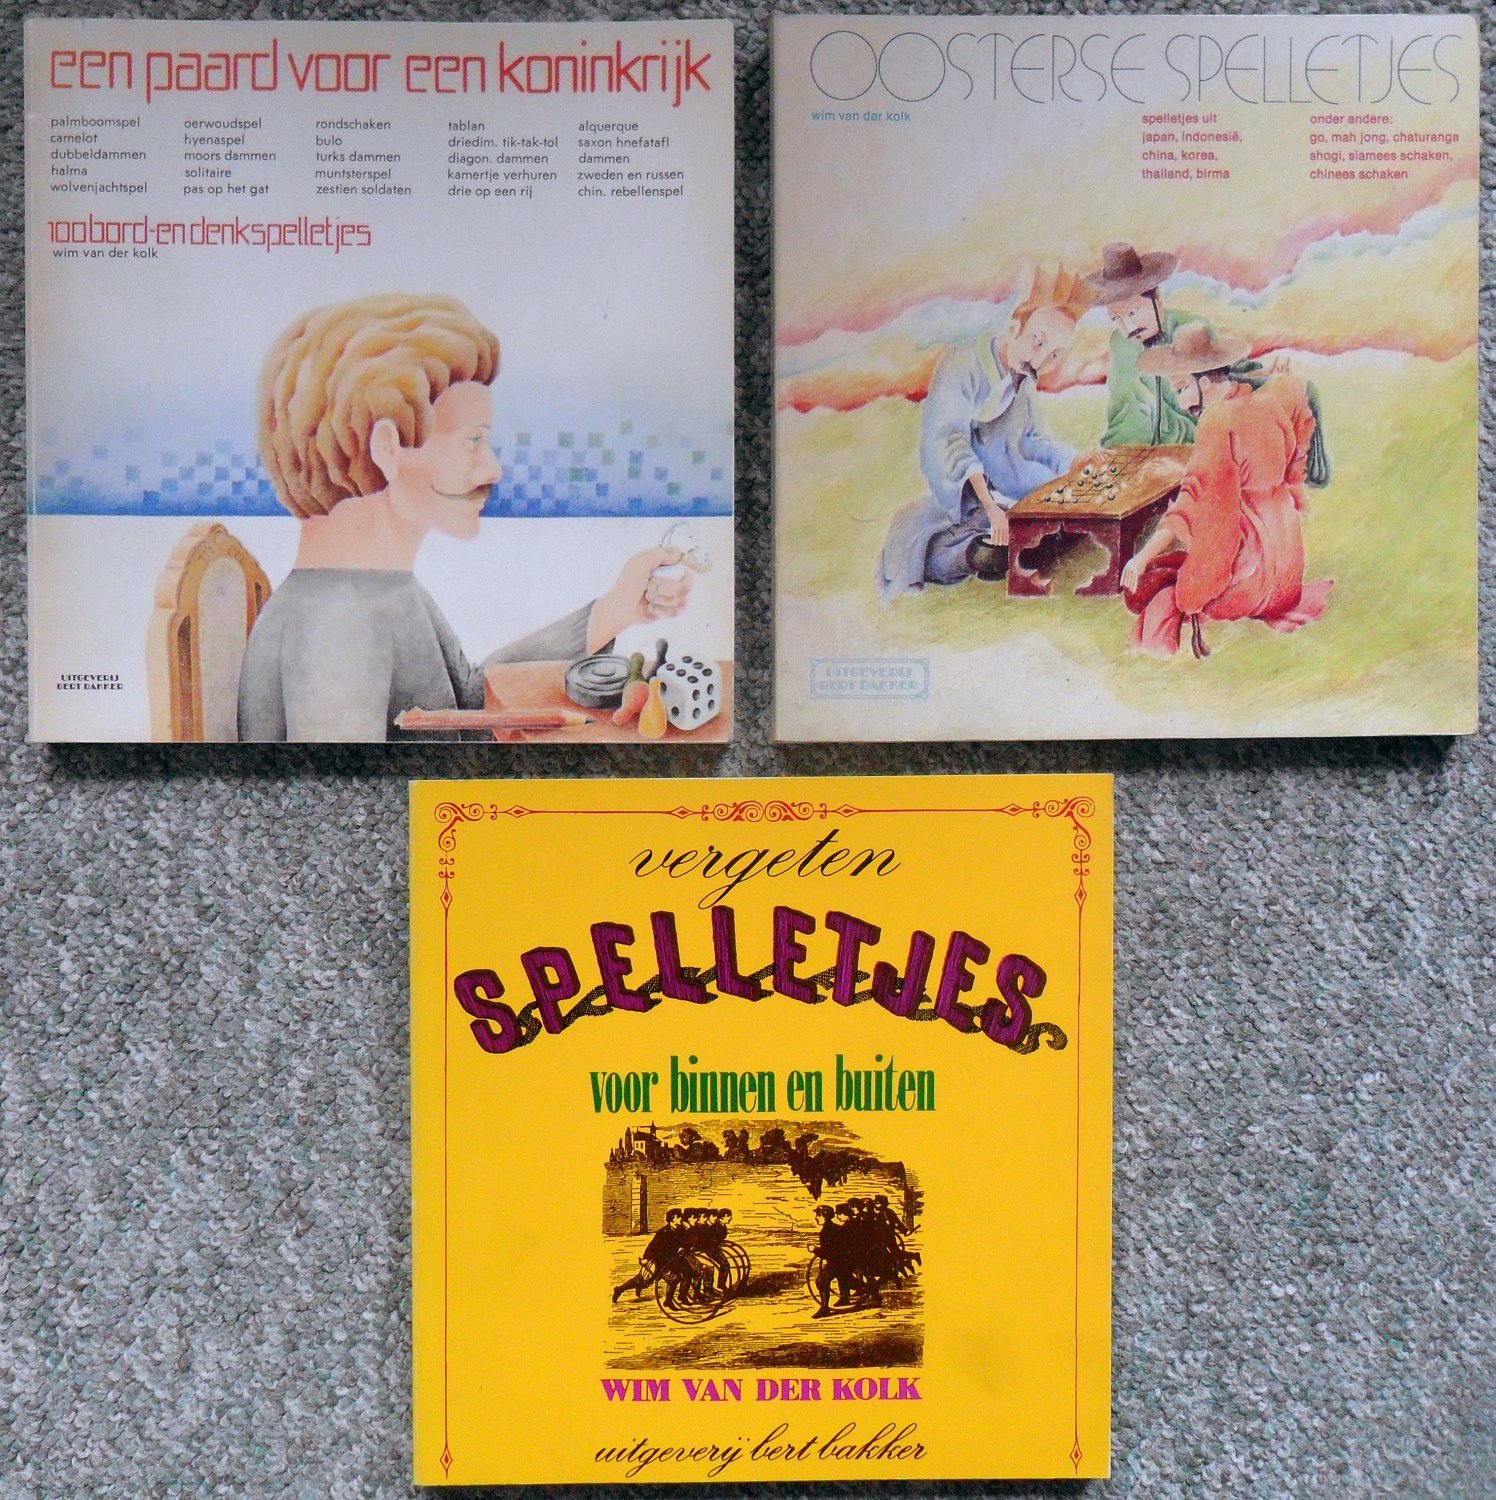 een paard voor een koninkrijk
palmboomspel
camelot
dubbeldammen
halma
wolvenjachtspel
oerwoudspel
hyenaspel
moors dammen
solitaire
pas op het gat
rondschaken
bulo
turks dammen
muntsterspel
zestien soldaten
tablan
driedim. tik-tak-tol
diagon. dammen
kamertje verhuren
drie op een rij
alquerque
saxon hnefatafl
dammen
zweden en russen
chin. rebellenspel
100 bord-en denkspelletjes
wim van der kolk
UITGEVERIJ
BERT BAKKER
OOSTERSE SPELLETJES
wim van der kolk
spelletjes uit
japan, indonesië,
china, korea,
thailand, birma
onder andere:
go, mah jong, chaturanga
shogi, siamees schaken,
chinees schaken
UITGEVERIJ
BERT BAKKER
vergeten
SPELLETJES
voor binnen en buiten
WIM VAN DER KOLK
uitgeverij bert bakker